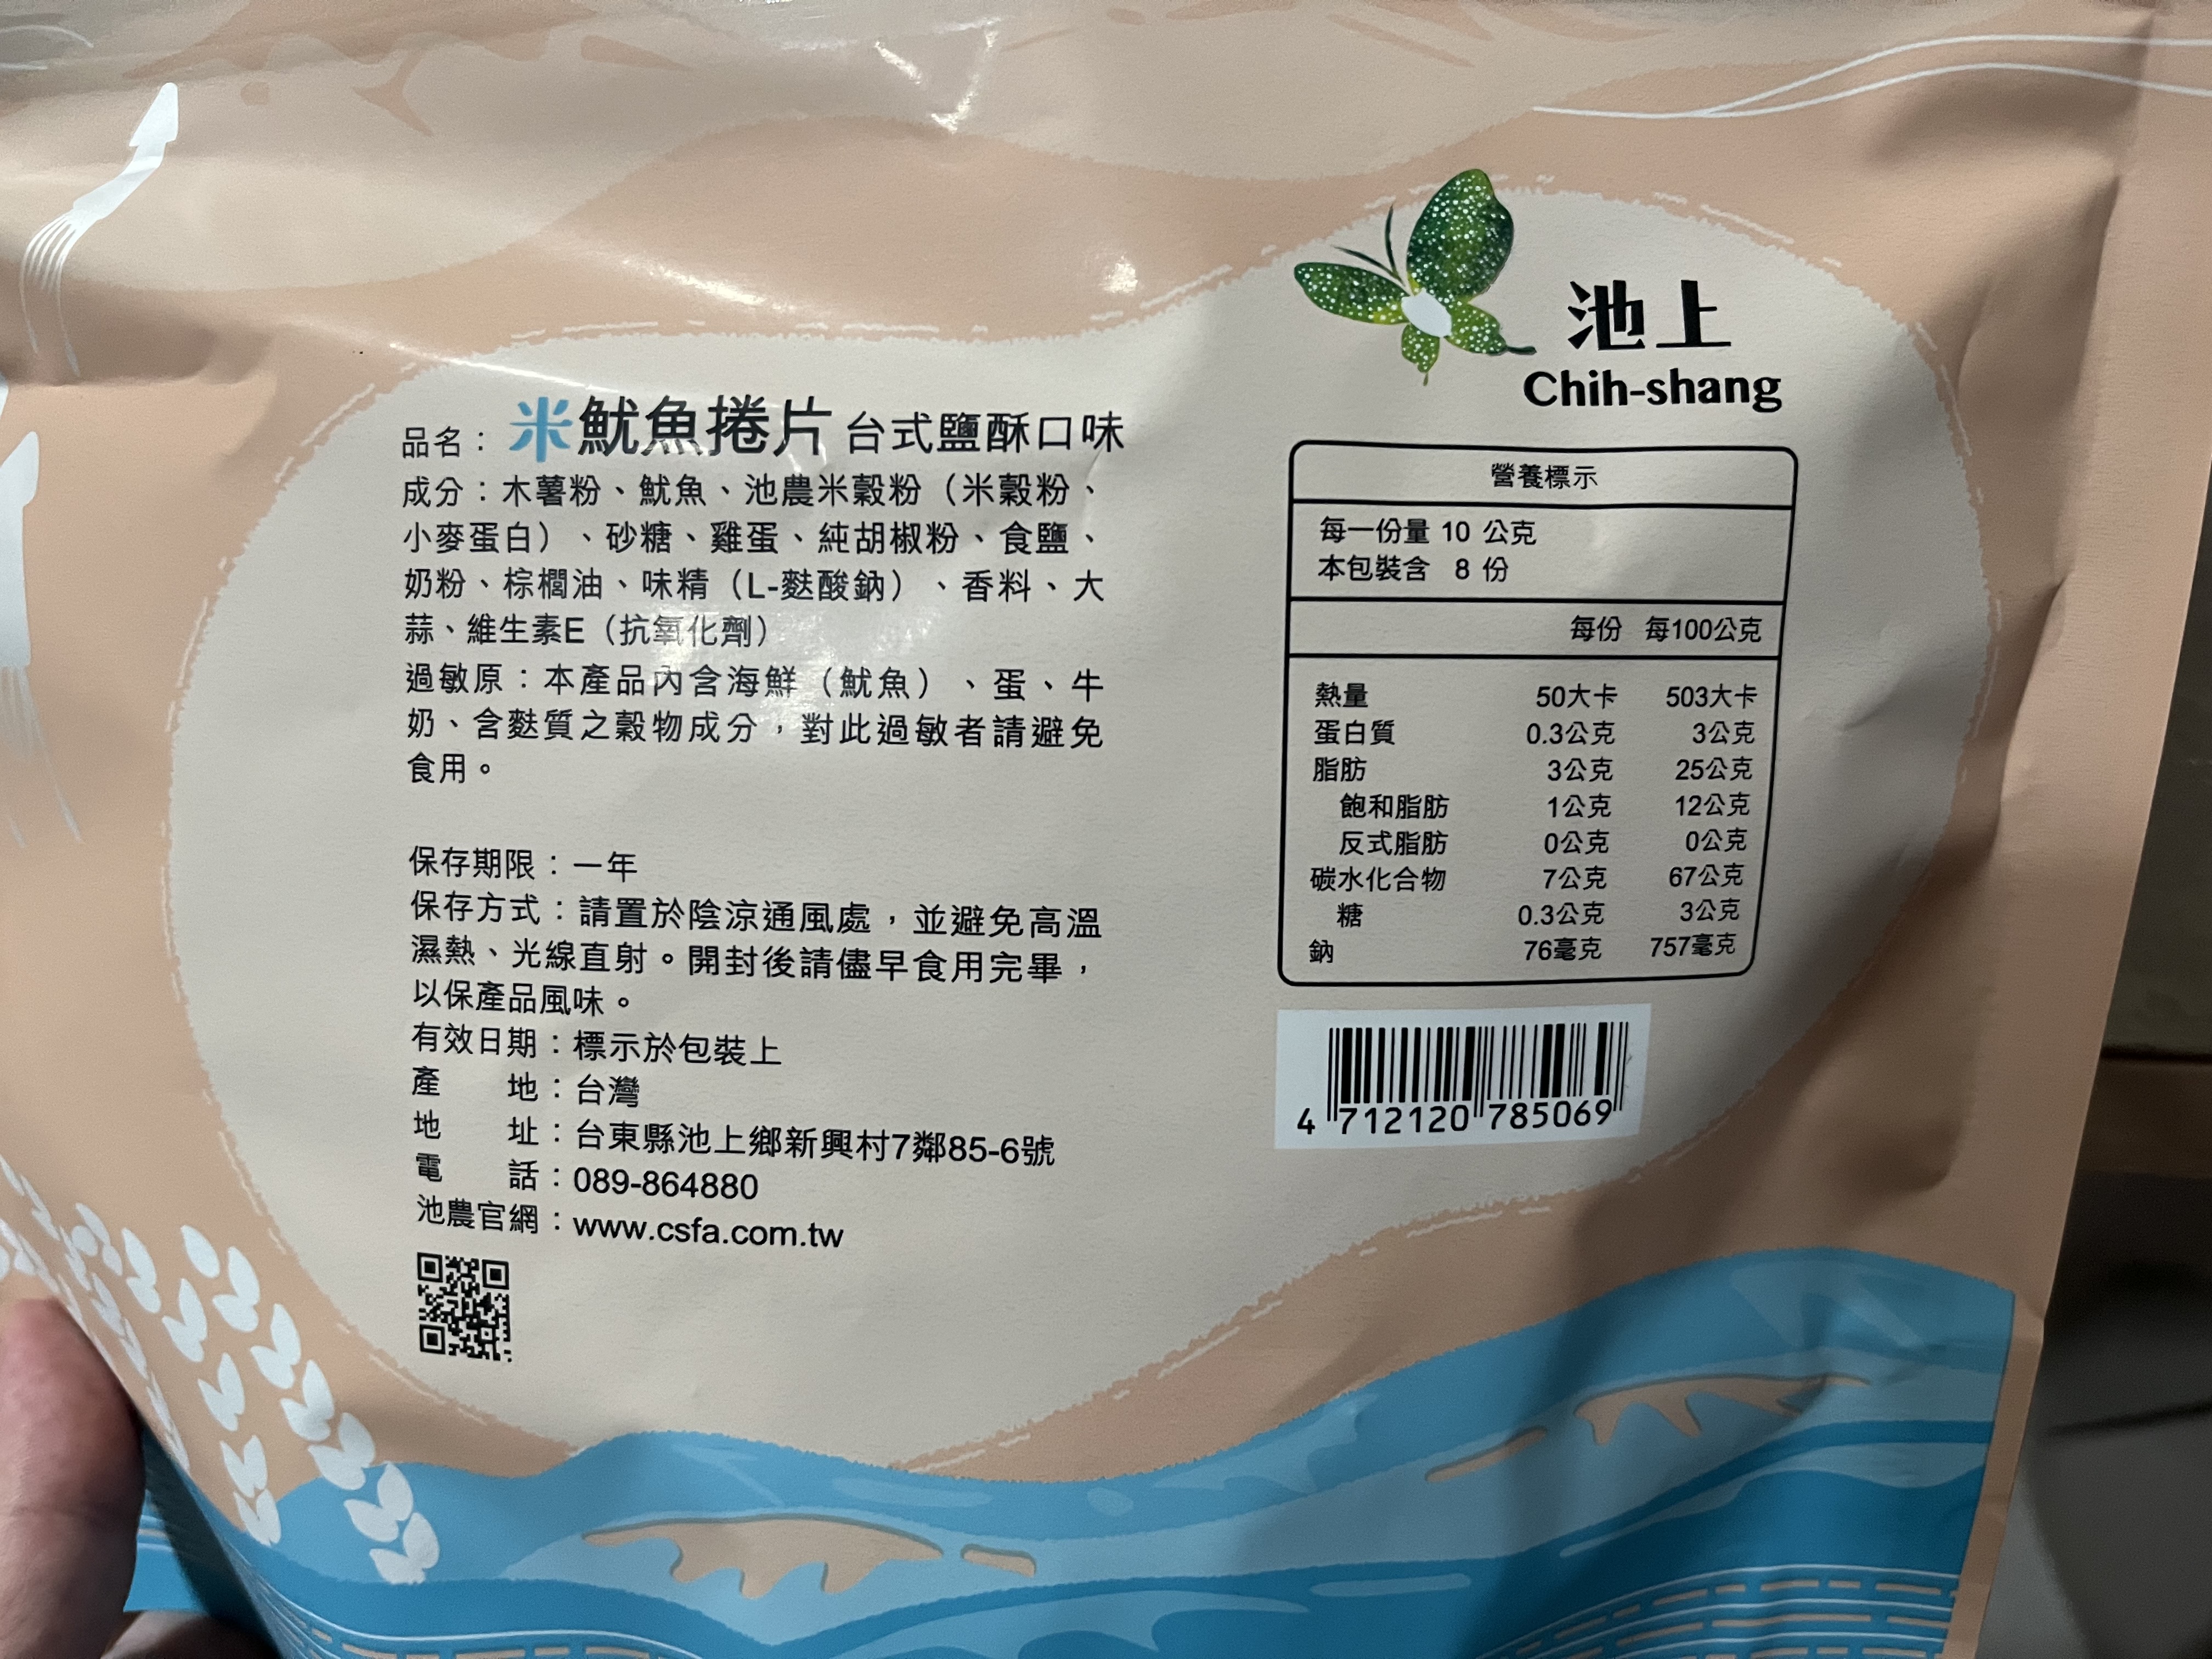 品名：米魷魚捲片 台式鹽酥口味
成分：木薯粉、魷魚、池農米穀粉（米穀粉、
小麥蛋白）、砂糖、雞蛋、純胡椒粉、食鹽、
奶粉、棕櫚油、味精（L-麩酸鈉）、香料、大
蒜、維生素E（抗氧化劑）
過敏原：本產品內含海鮮（魷魚）、蛋、牛
奶、含麩質之穀物成分，對此過敏者請避免
食用。
保存期限：一年
保存方式：請置於陰涼通風處，並避免高溫
濕熱、光線直射。開封後請儘早食用完畢，
以保產品風味。
有效日期：標示於包裝上
產　　地：台灣
地　　址：台東縣池上鄉新興村7鄰85-6號
電　　話：089-864880
池農官網：www.csfa.com.tw
池上
Chih-shang
營養標示
每一份量 10 公克
本包裝含 8 份
每份 每100公克
熱量 50大卡 503大卡
蛋白質 0.3公克 3公克
脂肪 3公克 25公克
飽和脂肪 1公克 12公克
反式脂肪 0公克 0公克
碳水化合物 7公克 67公克
糖 0.3公克 3公克
鈉 76毫克 757毫克
4 712120 785069